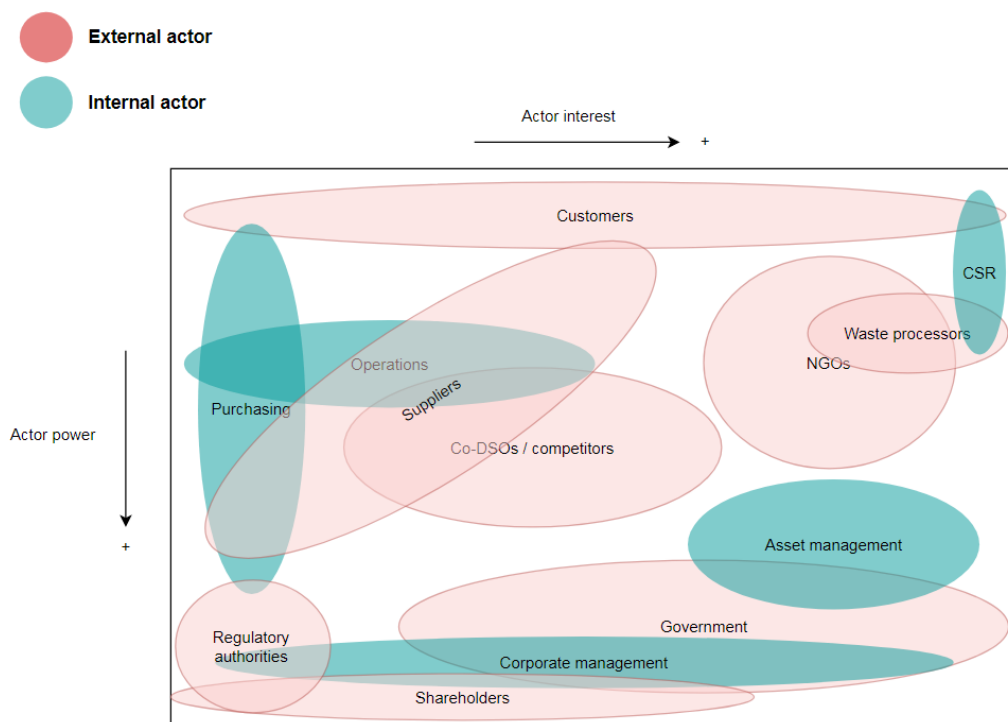 External actor
Internal actor
Actor interest
+
Customers
CSR
Waste processors
NGOs
Operations
Suppliers
Purchasing
Actor power
Co-DSOs / competitors
+
Asset management
Government
Regulatory
authorities
Corporate management
Shareholders